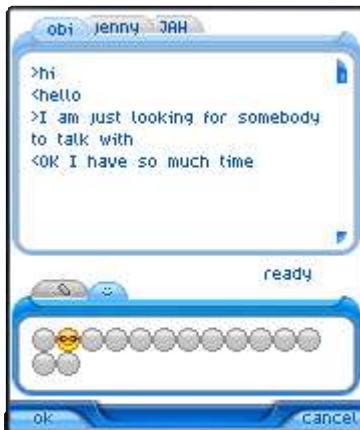 obi jenny JAH
>hi
<hello
>I am just looking for somebody
to talk with
<OK I have so much time
ready
ok cancel